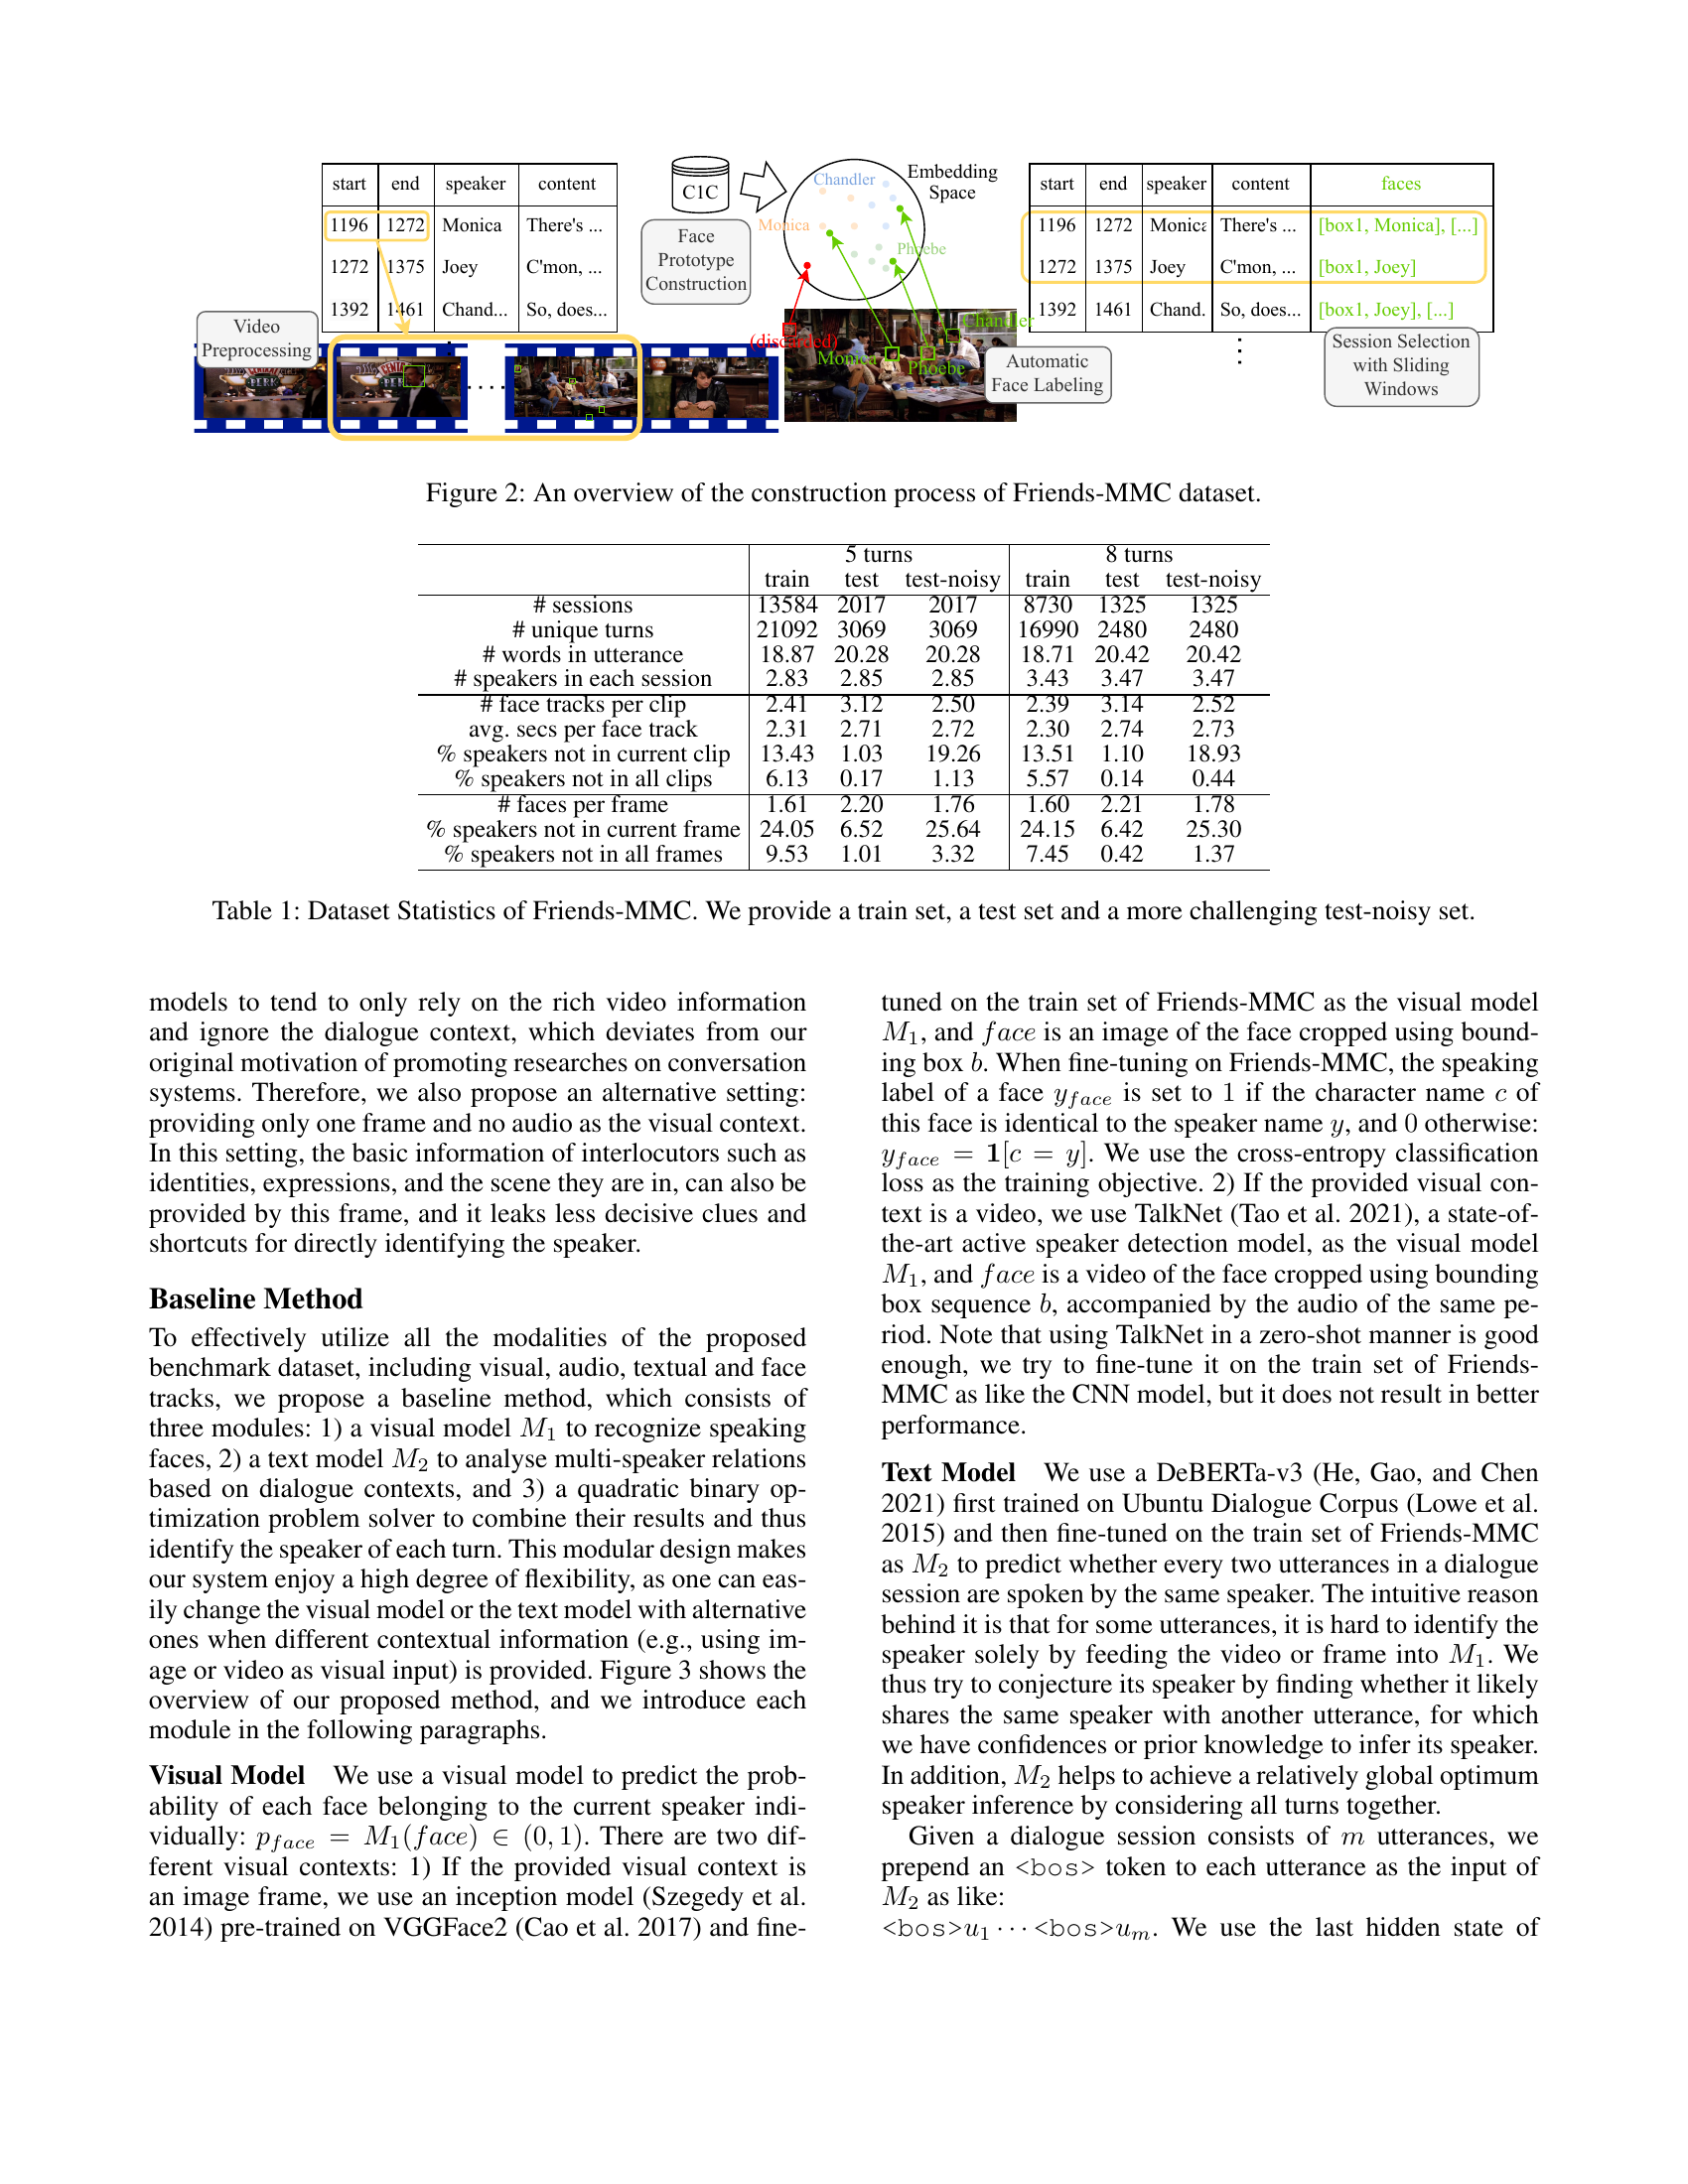 start end speaker content
1196 1272 Monica There's ...
1272 1375 Joey C'mon, ...
1392 1461 Chand... So, does...
Video
Preprocessing
C1C
Face
Prototype
Construction
Embedding
Space
Chandler
Monica
Phoebe
(discarded)
Monica
Phoebe
Chandler
Automatic
Face Labeling
start end speaker content faces
1196 1272 Monica There's ... [box1, Monica], [...]
1272 1375 Joey C'mon, ... [box1, Joey]
1392 1461 Chand. So, does... [box1, Joey], [...]
Session Selection
with Sliding
Windows
Figure 2: An overview of the construction process of Friends-MMC dataset.
5 turns 8 turns
train test test-noisy train test test-noisy
# sessions 13584 2017 2017 8730 1325 1325
# unique turns 21092 3069 3069 16990 2480 2480
# words in utterance 18.87 20.28 20.28 18.71 20.42 20.42
# speakers in each session 2.83 2.85 2.85 3.43 3.47 3.47
# face tracks per clip 2.41 3.12 2.50 2.39 3.14 2.52
avg. secs per face track 2.31 2.71 2.72 2.30 2.74 2.73
% speakers not in current clip 13.43 1.03 19.26 13.51 1.10 18.93
% speakers not in all clips 6.13 0.17 1.13 5.57 0.14 0.44
# faces per frame 1.61 2.20 1.76 1.60 2.21 1.78
% speakers not in current frame 24.05 6.52 25.64 24.15 6.42 25.30
% speakers not in all frames 9.53 1.01 3.32 7.45 0.42 1.37
Table 1: Dataset Statistics of Friends-MMC. We provide a train set, a test set and a more challenging test-noisy set.
models to tend to only rely on the rich video information
and ignore the dialogue context, which deviates from our
original motivation of promoting researches on conversation
systems. Therefore, we also propose an alternative setting:
providing only one frame and no audio as the visual context.
In this setting, the basic information of interlocutors such as
identities, expressions, and the scene they are in, can also be
provided by this frame, and it leaks less decisive clues and
shortcuts for directly identifying the speaker.
Baseline Method
To effectively utilize all the modalities of the proposed
benchmark dataset, including visual, audio, textual and face
tracks, we propose a baseline method, which consists of
three modules: 1) a visual model M₁ to recognize speaking
faces, 2) a text model M₂ to analyse multi-speaker relations
based on dialogue contexts, and 3) a quadratic binary op-
timization problem solver to combine their results and thus
identify the speaker of each turn. This modular design makes
our system enjoy a high degree of flexibility, as one can eas-
ily change the visual model or the text model with alternative
ones when different contextual information (e.g., using im-
age or video as visual input) is provided. Figure 3 shows the
overview of our proposed method, and we introduce each
module in the following paragraphs.
Visual Model We use a visual model to predict the prob-
ability of each face belonging to the current speaker indi-
vidually: p_face = M₁(face) ∈ (0, 1). There are two dif-
ferent visual contexts: 1) If the provided visual context is
an image frame, we use an inception model (Szegedy et al.
2014) pre-trained on VGGFace2 (Cao et al. 2017) and fine-
tuned on the train set of Friends-MMC as the visual model
M₁, and face is an image of the face cropped using bound-
ing box b. When fine-tuning on Friends-MMC, the speaking
label of a face y_face is set to 1 if the character name c of
this face is identical to the speaker name y, and 0 otherwise:
y_face = 1[c = y]. We use the cross-entropy classification
loss as the training objective. 2) If the provided visual con-
text is a video, we use TalkNet (Tao et al. 2021), a state-of-
the-art active speaker detection model, as the visual model
M₁, and face is a video of the face cropped using bounding
box sequence b, accompanied by the audio of the same pe-
riod. Note that using TalkNet in a zero-shot manner is good
enough, we try to fine-tune it on the train set of Friends-
MMC as like the CNN model, but it does not result in better
performance.
Text Model We use a DeBERTa-v3 (He, Gao, and Chen
2021) first trained on Ubuntu Dialogue Corpus (Lowe et al.
2015) and then fine-tuned on the train set of Friends-MMC
as M₂ to predict whether every two utterances in a dialogue
session are spoken by the same speaker. The intuitive reason
behind it is that for some utterances, it is hard to identify the
speaker solely by feeding the video or frame into M₁. We
thus try to conjecture its speaker by finding whether it likely
shares the same speaker with another utterance, for which
we have confidences or prior knowledge to infer its speaker.
In addition, M₂ helps to achieve a relatively global optimum
speaker inference by considering all turns together.
Given a dialogue session consists of m utterances, we
prepend an <bos> token to each utterance as the input of
M₂ as like:
<bos>u₁ ⋯ <bos>uₘ. We use the last hidden state of